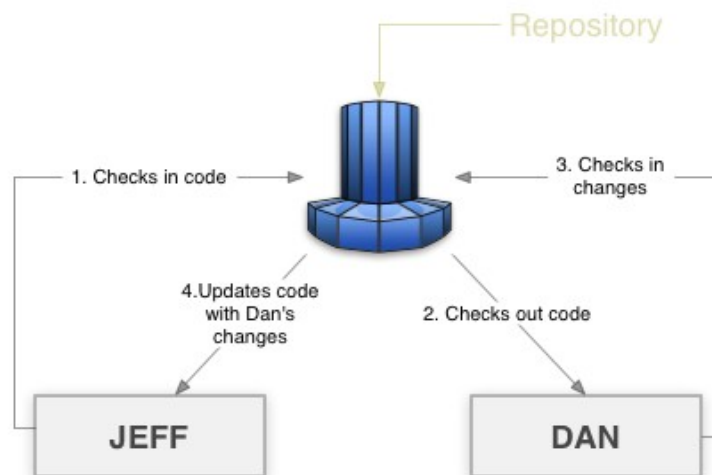 Repository
1. Checks in code
3. Checks in
changes
4.Updates code
with Dan's
changes
2. Checks out code
JEFF
DAN